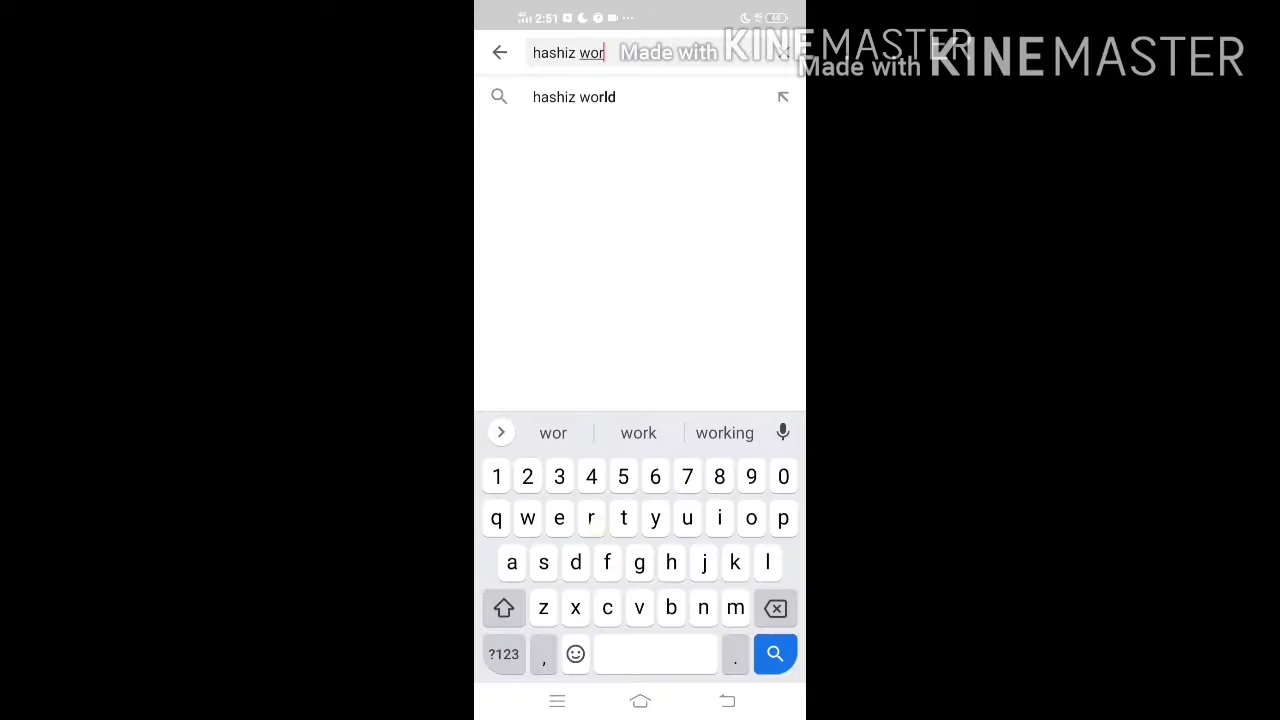 2:51
60
hashiz wor
Made with KINEMASTER
Made with KINEMASTER
hashiz world
wor work working
1 2 3 4 5 6 7 8 9 0
q w e r t y u i o p
a s d f g h j k l
z x c v b n m
?123 , .